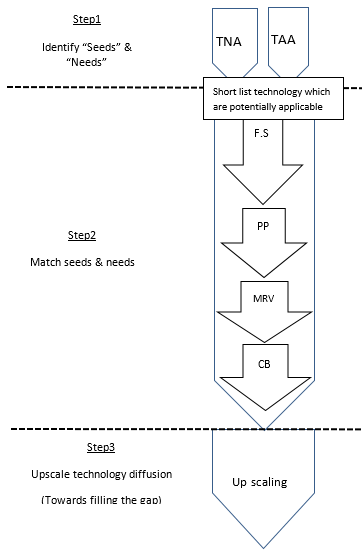 Step1
Identify “Seeds” &
“Needs”
TNA
TAA
Short list technology which
are potentially applicable
F.S
PP
Step2
Match seeds & needs
MRV
CB
Step3
Upscale technology diffusion
(Towards filling the gap)
Up scaling